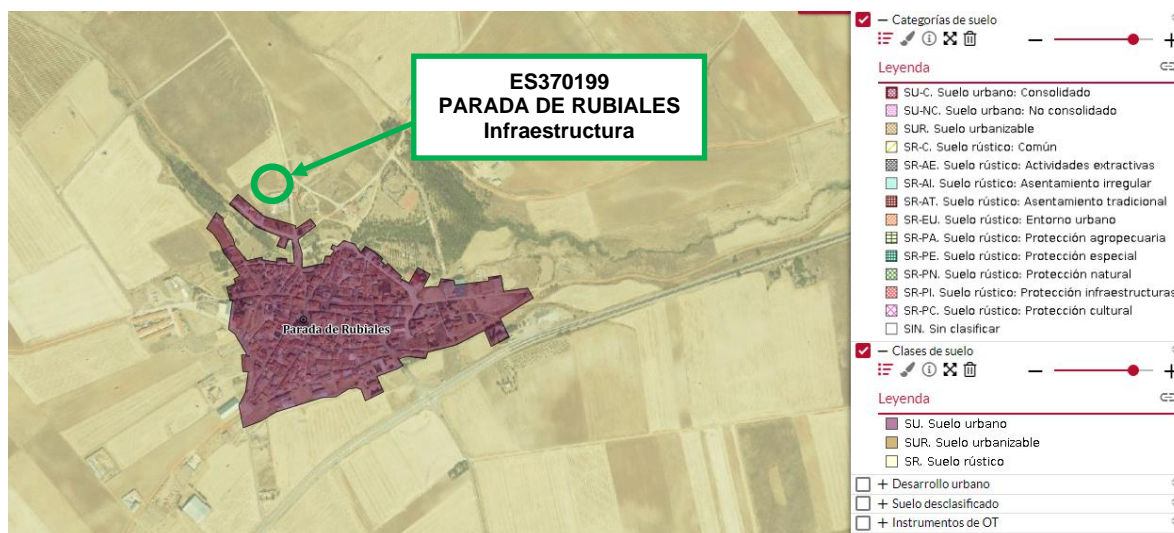 ES370199
PARADA DE RUBIALES
Infraestructura
Parada de Rubiales
Categorías de suelo
Leyenda
SU-C. Suelo urbano: Consolidado
SU-NC. Suelo urbano: No consolidado
SUR. Suelo urbanizable
SR-C. Suelo rústico: Común
SR-AE. Suelo rústico: Actividades extractivas
SR-AI. Suelo rústico: Asentamiento irregular
SR-AT. Suelo rústico: Asentamiento tradicional
SR-EU. Suelo rústico: Entorno urbano
SR-PA. Suelo rústico: Protección agropecuaria
SR-PE. Suelo rústico: Protección especial
SR-PN. Suelo rústico: Protección natural
SR-PI. Suelo rústico: Protección infraestructuras
SR-PC. Suelo rústico: Protección cultural
SIN. Sin clasificar
Clases de suelo
Leyenda
SU. Suelo urbano
SUR. Suelo urbanizable
SR. Suelo rústico
+ Desarrollo urbano
+ Suelo desclasificado
+ Instrumentos de OT